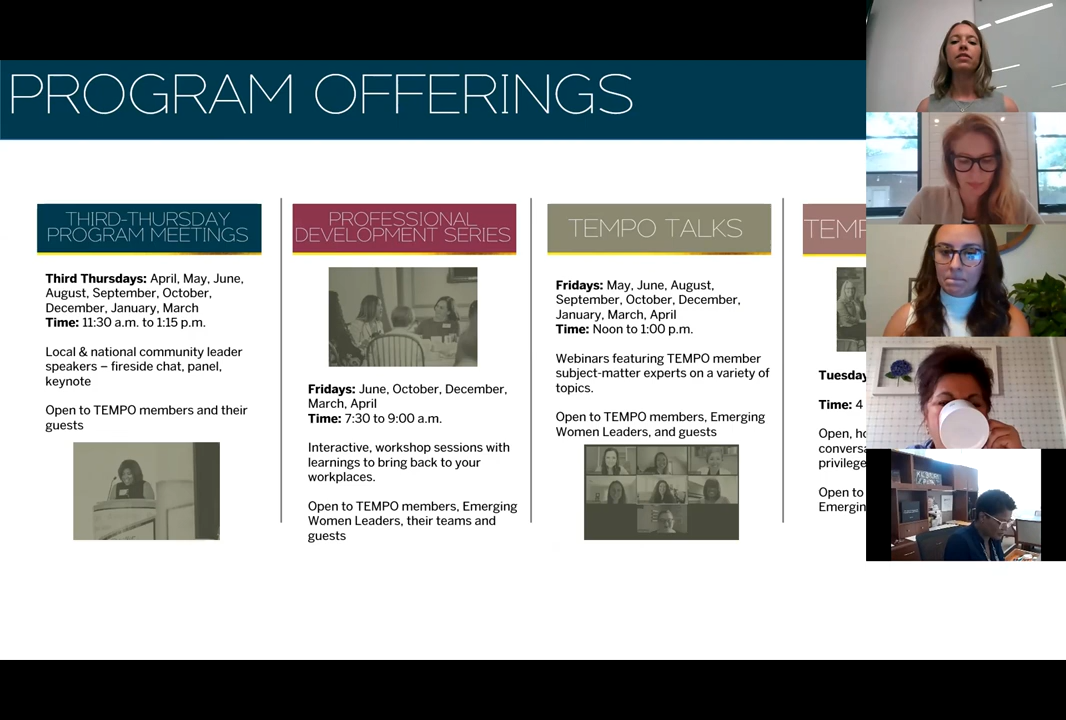 PROGRAM OFFERINGS
THIRD-THURSDAY
PROGRAM MEETINGS
Third Thursdays: April, May, June,
August, September, October,
December, January, March
Time: 11:30 a.m. to 1:15 p.m.
Local & national community leader
speakers – fireside chat, panel,
keynote
Open to TEMPO members and their
guests
PROFESSIONAL
DEVELOPMENT SERIES
Fridays: June, October, December,
March, April
Time: 7:30 to 9:00 a.m.
Interactive, workshop sessions with
learnings to bring back to your
workplaces.
Open to TEMPO members, Emerging
Women Leaders, their teams and
guests
TEMPO TALKS
Fridays: May, June, August,
September, October, December,
January, March, April
Time: Noon to 1:00 p.m.
Webinars featuring TEMPO member
subject-matter experts on a variety of
topics.
Open to TEMPO members, Emerging
Women Leaders, and guests
Tuesday
Time: 4
Open, ho
conversa
privilege
Open to